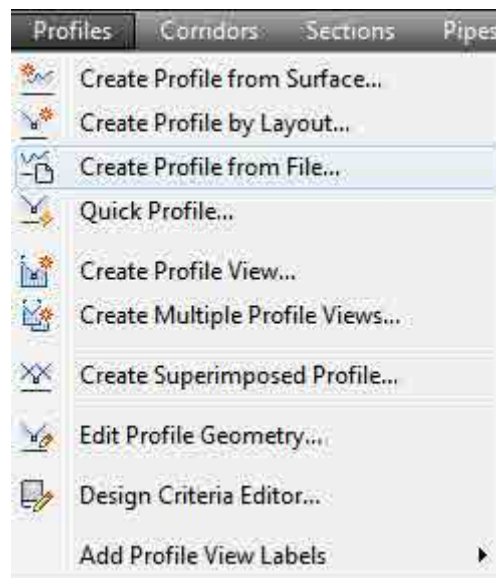 Profiles Corridors Sections Pipes
Create Profile from Surface...
Create Profile by Layout...
Create Profile from File...
Quick Profile...
Create Profile View...
Create Multiple Profile Views...
Create Superimposed Profile...
Edit Profile Geometry...
Design Criteria Editor...
Add Profile View Labels